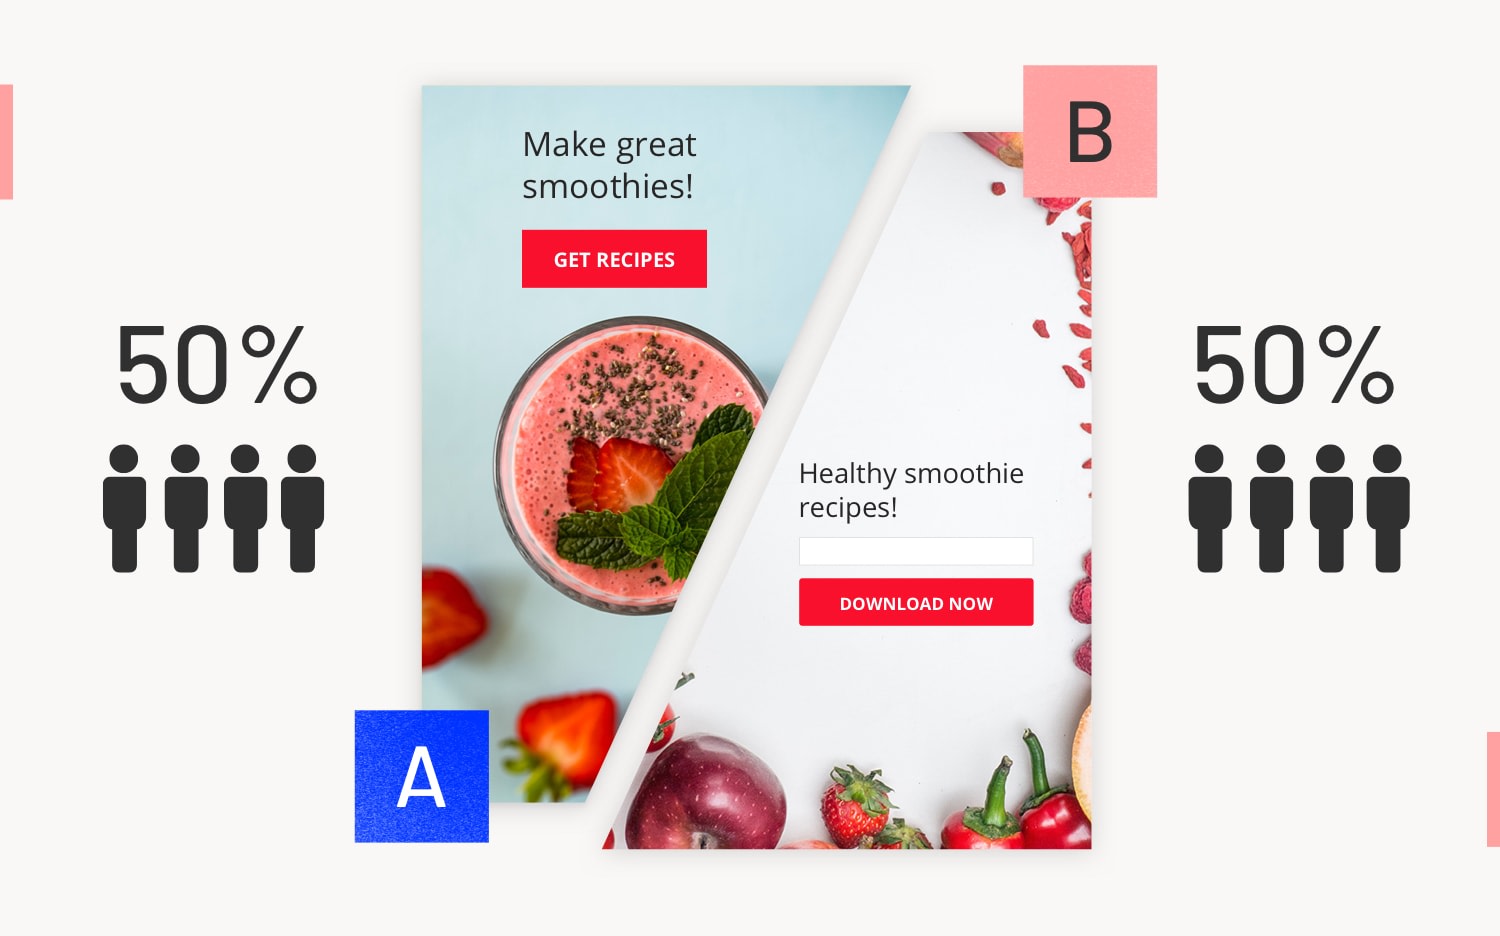 B
Make great
smoothies!
GET RECIPES
50%
50%
Healthy smoothie
recipes!
DOWNLOAD NOW
A